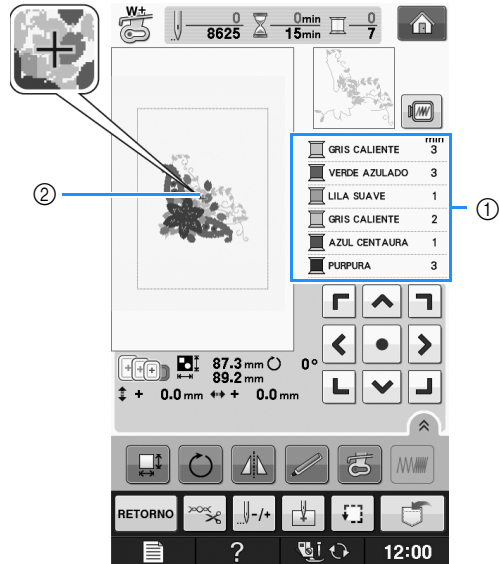 W+
0 0min 0
8625 15min 7
min
GRIS CALIENTE 3
VERDE AZULADO 3
LILA SUAVE 1
GRIS CALIENTE 2
AZUL CENTAURA 1
PURPURA 3
①
②
87.3 mm 0°
89.2 mm
+ 0.0 mm + 0.0 mm
RETORNO -/+
? 12:00